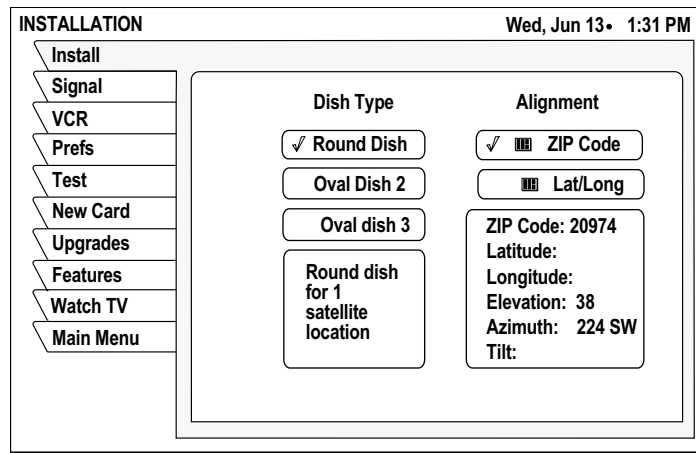 INSTALLATION
Wed, Jun 13• 1:31 PM
Install
Signal
VCR
Prefs
Test
New Card
Upgrades
Features
Watch TV
Main Menu
Dish Type
✓ Round Dish
Oval Dish 2
Oval dish 3
Round dish
for 1
satellite
location
Alignment
✓ ZIP Code
Lat/Long
ZIP Code: 20974
Latitude:
Longitude:
Elevation: 38
Azimuth: 224 SW
Tilt: